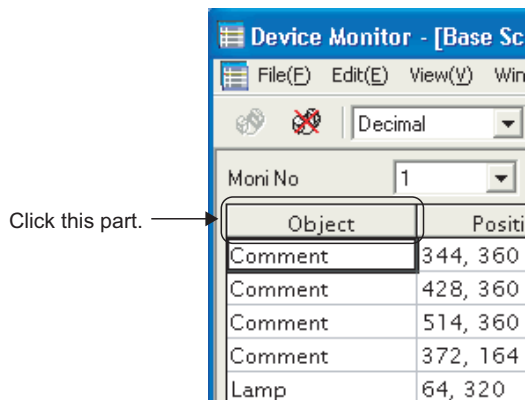 Device Monitor - [Base Sc
File(F) Edit(E) View(V) Win
Decimal
Moni No 1
Click this part.
Object Positi
Comment 344, 360
Comment 428, 360
Comment 514, 360
Comment 372, 164
Lamp 64, 320